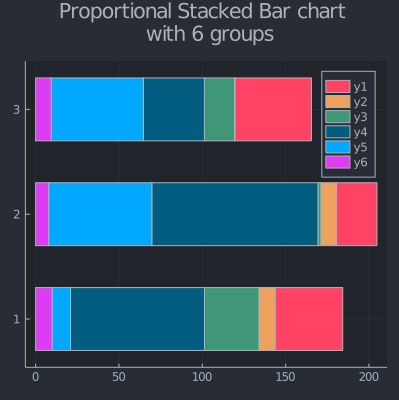 Proportional Stacked Bar chart
with 6 groups
3
2
1
0
50
100
150
200
y1
y2
y3
y4
y5
y6